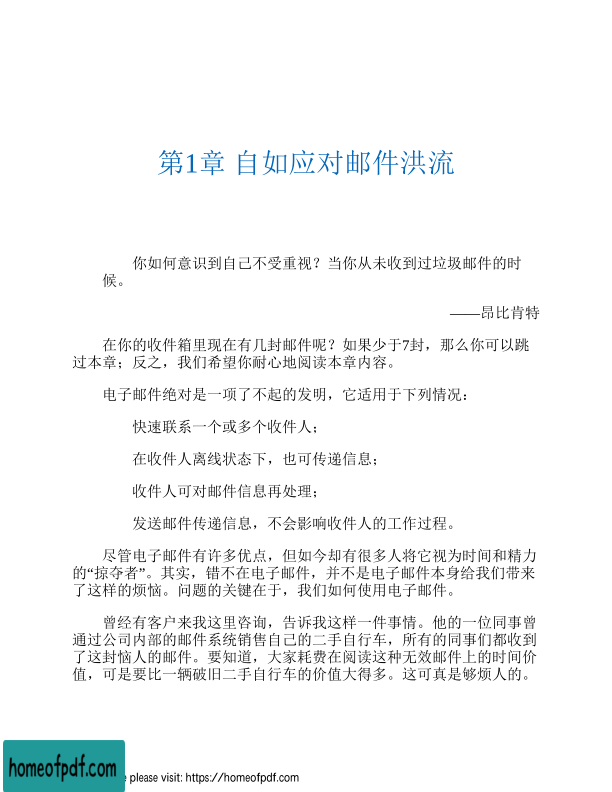 第1章 自如应对邮件洪流
你如何意识到自己不受重视？当你从未收到过垃圾邮件的时
候。
——昂比肯特
在你的收件箱里现在有几封邮件呢？如果少于7封，那么你可以跳
过本章；反之，我们希望你耐心地阅读本章内容。
电子邮件绝对是一项了不起的发明，它适用于下列情况：
快速联系一个或多个收件人；
在收件人离线状态下，也可传递信息；
收件人可对邮件信息再处理；
发送邮件传递信息，不会影响收件人的工作过程。
尽管电子邮件有许多优点，但如今却有很多人将它视为时间和精力
的“掠夺者”。其实，错不在电子邮件，并不是电子邮件本身给我们带来
了这样的烦恼。问题的关键在于，我们如何使用电子邮件。
曾经有客户来我这里咨询，告诉我这样一件事情。他的一位同事曾
通过公司内部的邮件系统销售自己的二手自行车，所有的同事们都收到
了这封恼人的邮件。要知道，大家耗费在阅读这种无效邮件上的时间价
值，可是要比一辆破旧二手自行车的价值大得多。这可真是够烦人的。
homeofpdf.com
e please visit: https://homeofpdf.com